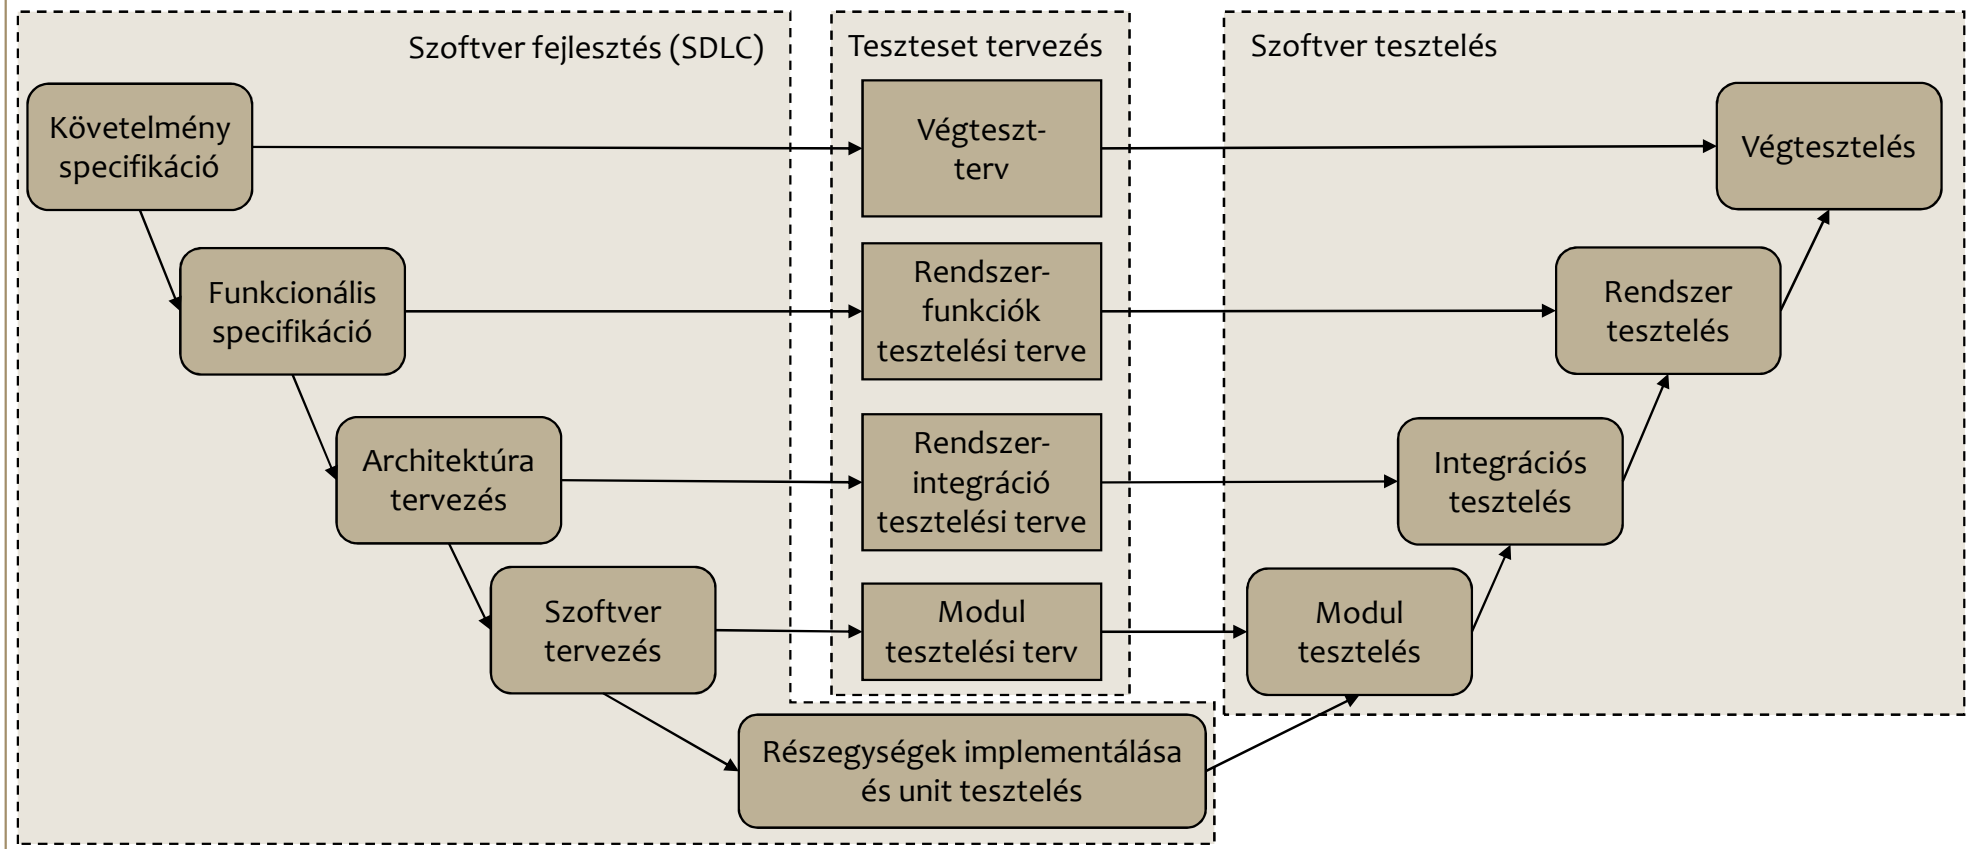 Szoftver fejlesztés (SDLC)
Teszteset tervezés
Szoftver tesztelés
Követelmény
specifikáció
Végteszt-
terv
Végtesztelés
Funkcionális
specifikáció
Rendszer-
funkciók
tesztelési terve
Rendszer
tesztelés
Architektúra
tervezés
Rendszer-
integráció
tesztelési terve
Integrációs
tesztelés
Szoftver
tervezés
Modul
tesztelési terv
Modul
tesztelés
Részegységek implementálása
és unit tesztelés